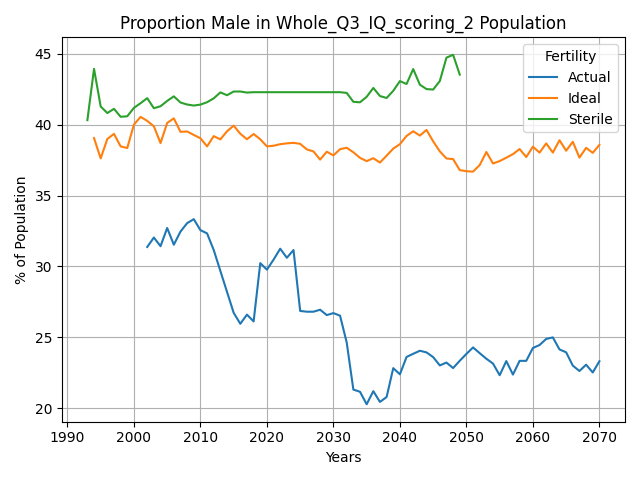 Proportion Male in Whole_Q3_IQ_scoring_2 Population
Fertility
Actual
Ideal
Sterile
% of Population
45
40
35
30
25
20
1990 2000 2010 2020 2030 2040 2050 2060 2070
Years